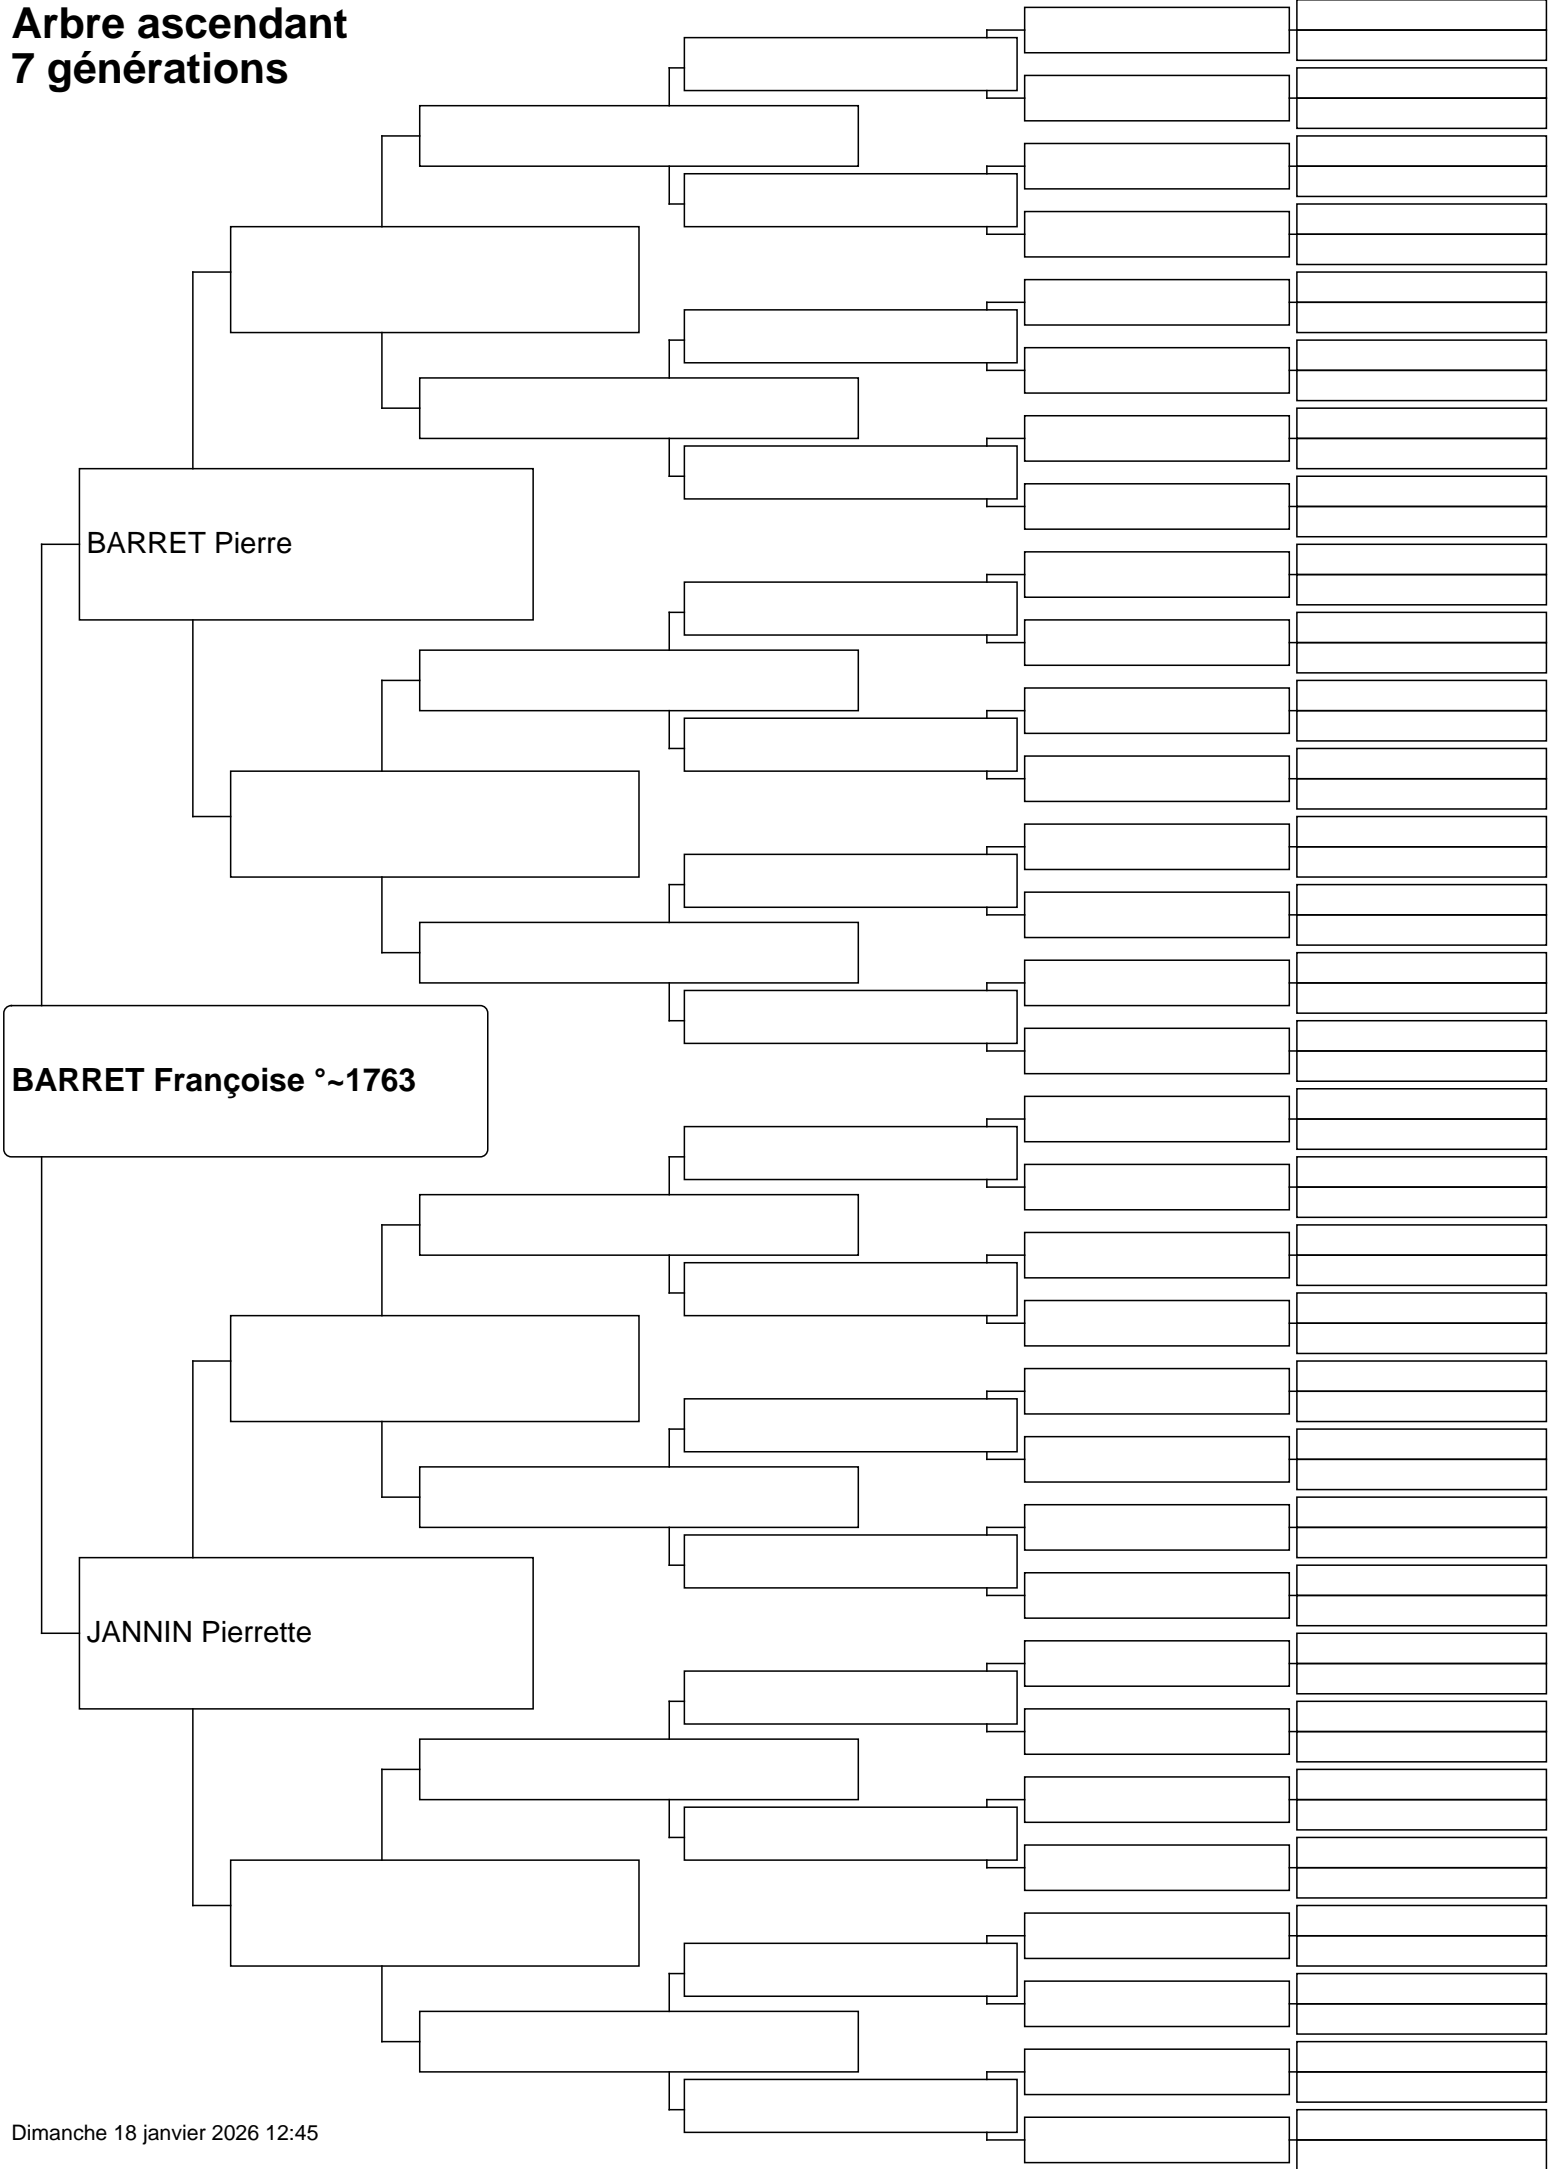 Arbre ascendant
7 générations
BARRET Pierre
BARRET Françoise °~1763
JANNIN Pierrette
Dimanche 18 janvier 2026 12:45